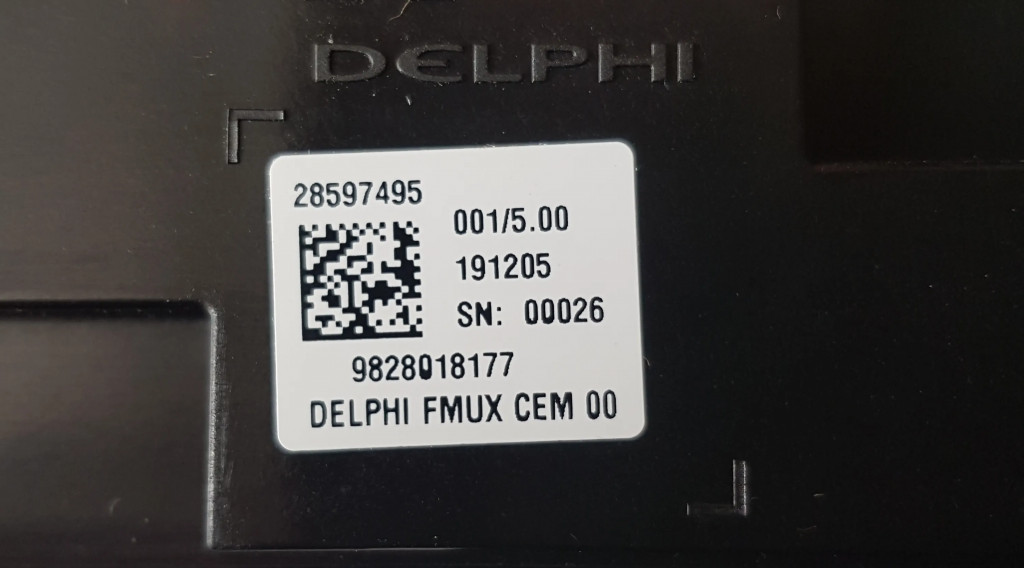 DELPHI
28597495
001/5.00
191205
SN: 00026
9828018177
DELPHI FMUX CEM 00